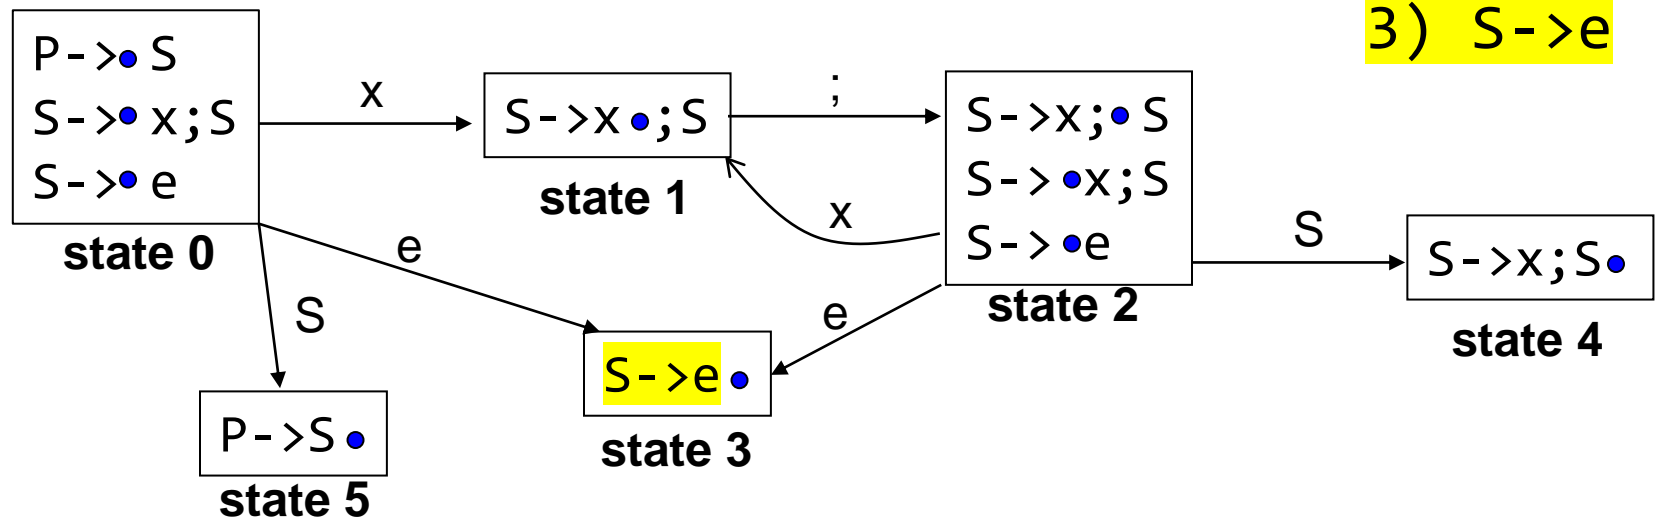 3) S->e
P->• S
S->• x;S
S->• e
state 0
x
S->x•;S
state 1
;
x
S->x;• S
S->•x;S
S->•e
state 2
S
S->x;S•
state 4
e
e
S
S->e•
state 3
P->S•
state 5